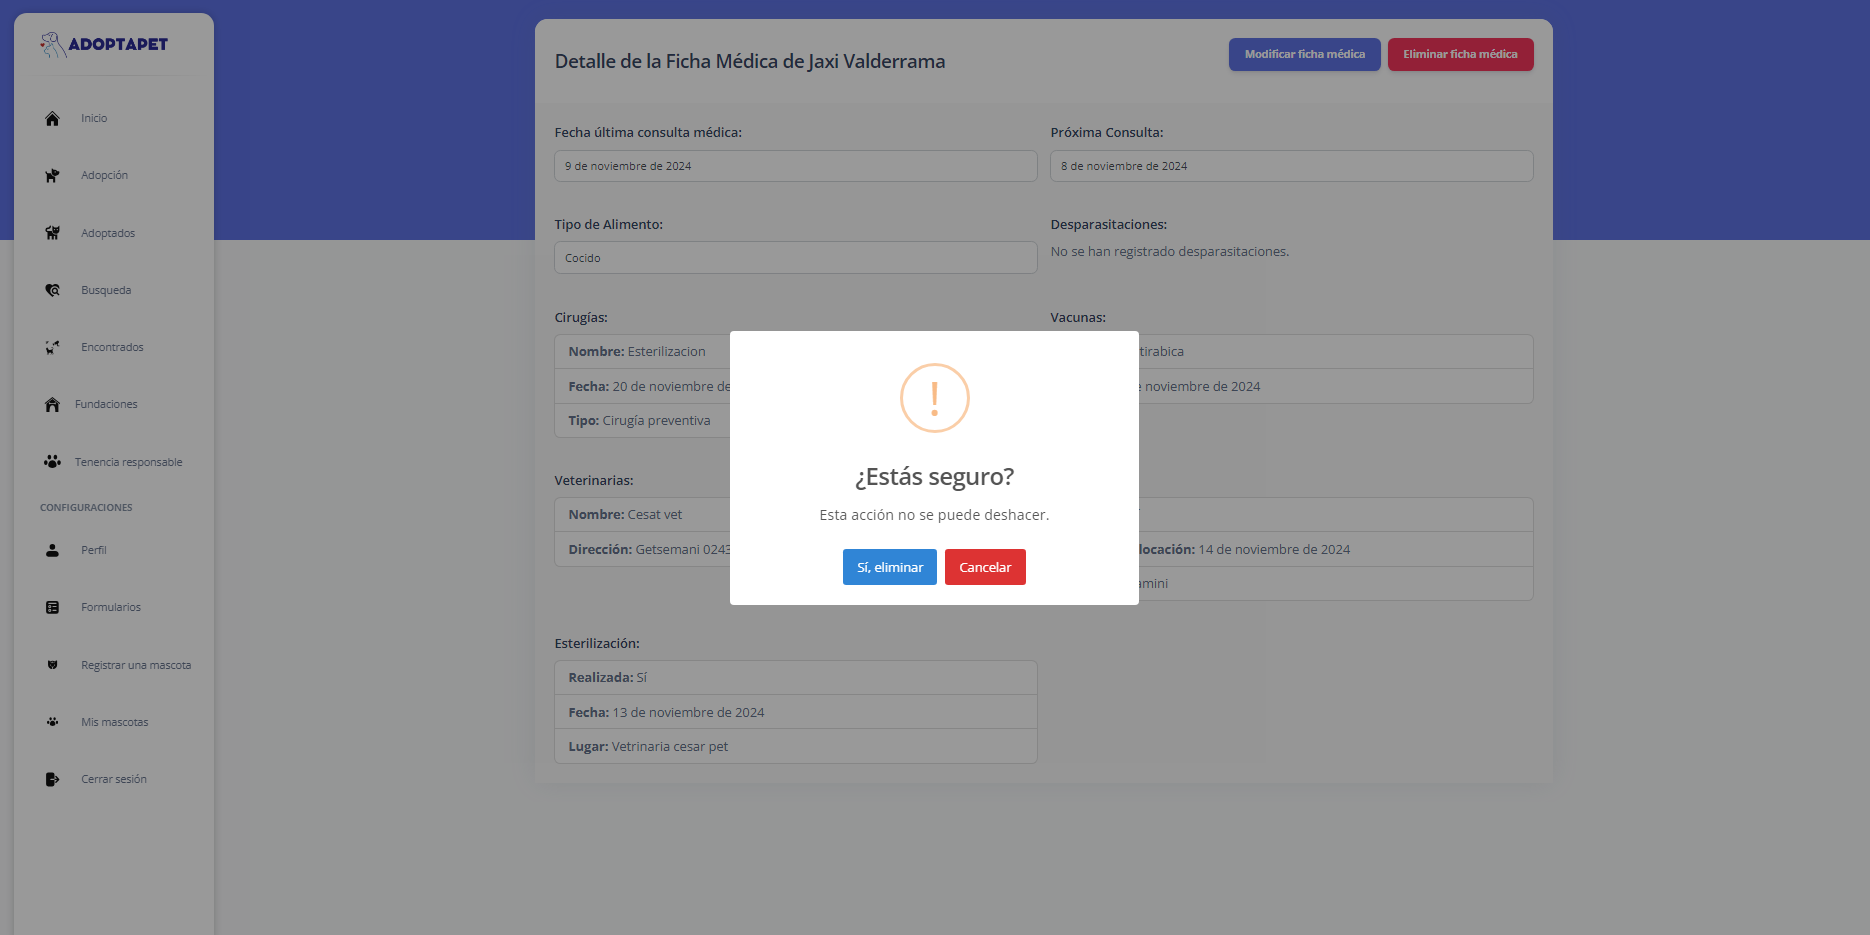 ADOPTAPET
Inicio
Adopción
Adoptados
Busqueda
Encontrados
Fundaciones
Tenencia responsable
CONFIGURACIONES
Perfil
Formularios
Registrar una mascota
Mis mascotas
Cerrar sesión
Detalle de la Ficha Médica de Jaxi Valderrama
Modificar ficha médica
Eliminar ficha médica
Fecha última consulta médica:
Próxima Consulta:
9 de noviembre de 2024
8 de noviembre de 2024
Tipo de Alimento:
Desparasitaciones:
Cocido
No se han registrado desparasitaciones.
Cirugías:
Vacunas:
Nombre: Esterilizacion
tirabica
Fecha: 20 de noviembre de
noviembre de 2024
Tipo: Cirugía preventiva
¿Estás seguro?
Esta acción no se puede deshacer.
Sí, eliminar
Cancelar
Veterinarias:
Nombre: Cesat vet
Dirección: Getsemani 0243
locación: 14 de noviembre de 2024
amini
Esterilización:
Realizada: Sí
Fecha: 13 de noviembre de 2024
Lugar: Vetrinaria cesar pet